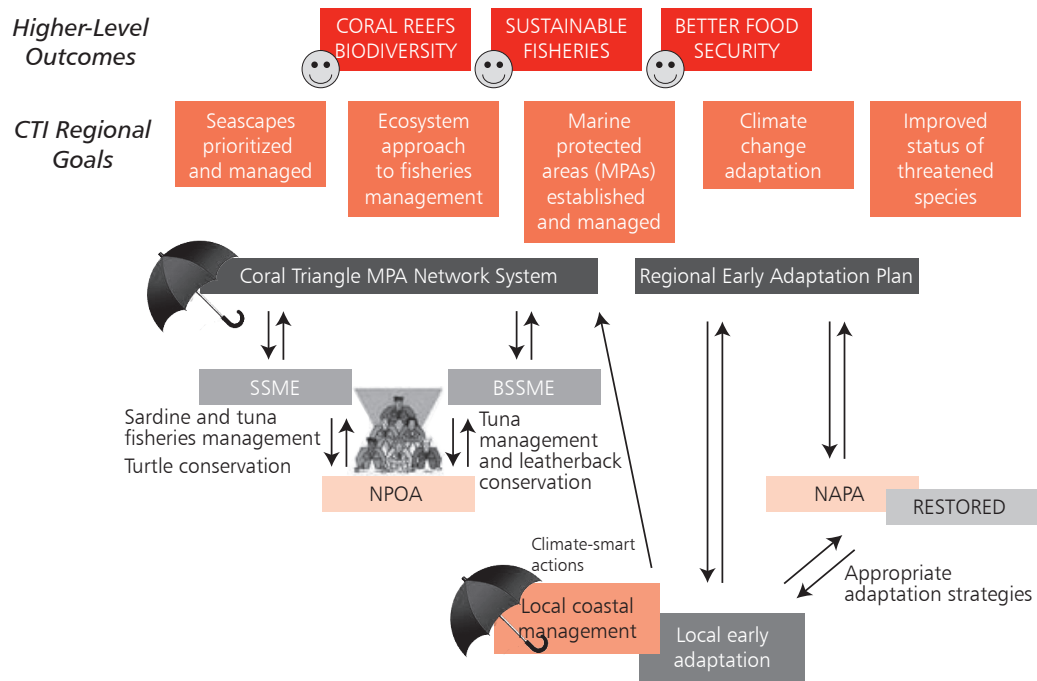 Higher-Level
Outcomes
CORAL REEFS
BIODIVERSITY
SUSTAINABLE
FISHERIES
BETTER FOOD
SECURITY
CTI Regional
Goals
Seascapes
prioritized
and managed
Ecosystem
approach
to fisheries
management
Marine
protected
areas (MPAs)
established
and managed
Climate
change
adaptation
Improved
status of
threatened
species
Coral Triangle MPA Network System
Regional Early Adaptation Plan
SSME
BSSME
Sardine and tuna
fisheries management
Turtle conservation
Tuna
management
and leatherback
conservation
NPOA
NAPA
RESTORED
Climate-smart
actions
Local coastal
management
Local early
adaptation
Appropriate
adaptation strategies